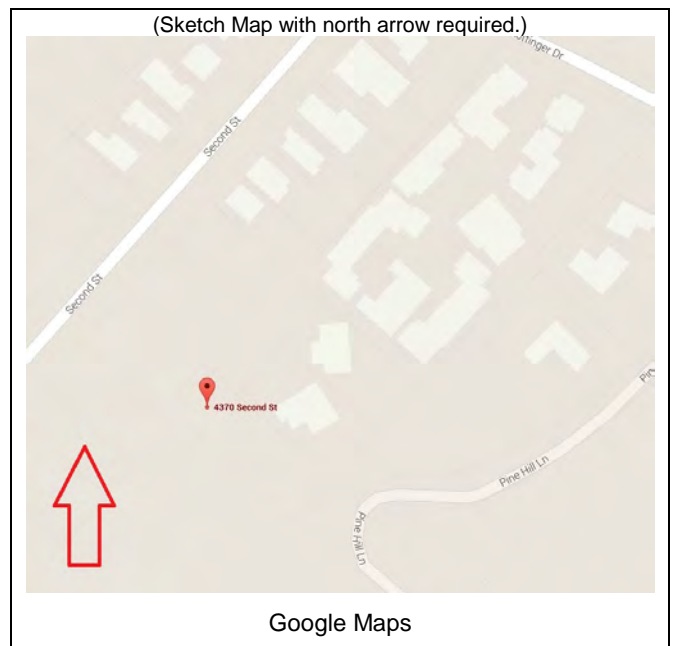 (Sketch Map with north arrow required.)
Second St
Second St
4370 Second St
Pine Hill Ln
Pine Hill Ln
Google Maps